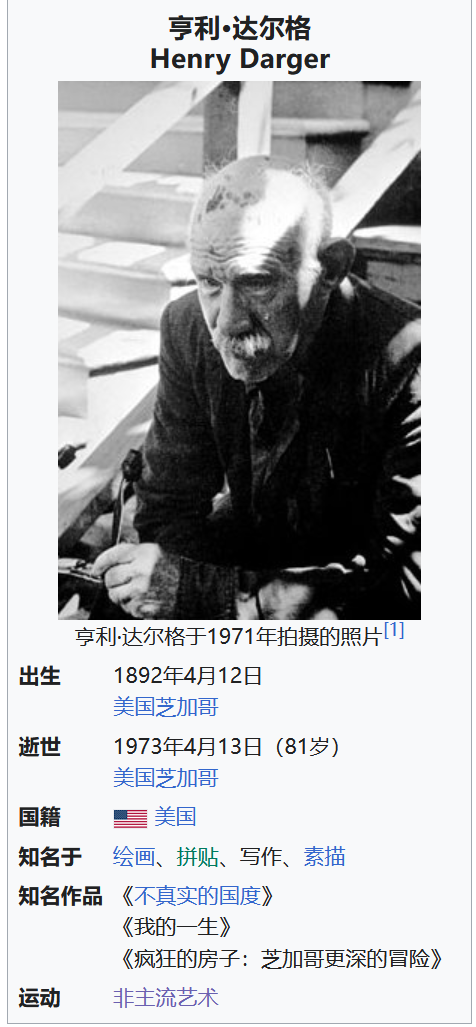 亨利·达尔格
Henry Darger
亨利·达尔格于1971年拍摄的照片[1]
出生 1892年4月12日
美国芝加哥
逝世 1973年4月13日（81岁）
美国芝加哥
国籍 美国
知名于 绘画、拼贴、写作、素描
知名作品 《不真实的国度》
《我的一生》
《疯狂的房子：芝加哥更深的冒险》
运动 非主流艺术